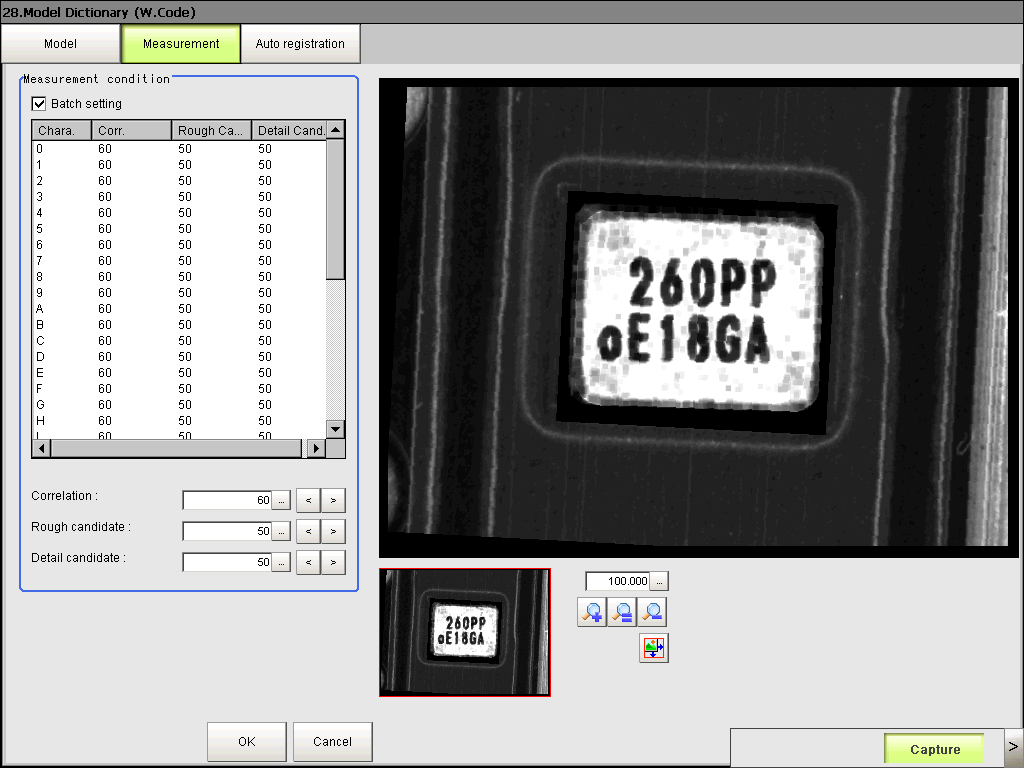 28.Model Dictionary (W.Code)
Model
Measurement
Auto registration
Measurement condition
Batch setting
Chara. Corr. Rough Ca... Detail Cand.
0 60 50 50
1 60 50 50
2 60 50 50
3 60 50 50
4 60 50 50
5 60 50 50
6 60 50 50
7 60 50 50
8 60 50 50
9 60 50 50
A 60 50 50
B 60 50 50
C 60 50 50
D 60 50 50
E 60 50 50
F 60 50 50
G 60 50 50
H 60 50 50
I 60 50 50
Correlation : 60 ... < >
Rough candidate : 50 ... < >
Detail candidate : 50 ... < >
OK
Cancel
260PP
oE18GA
260PP
oE18GA
100.000 ...
Capture >